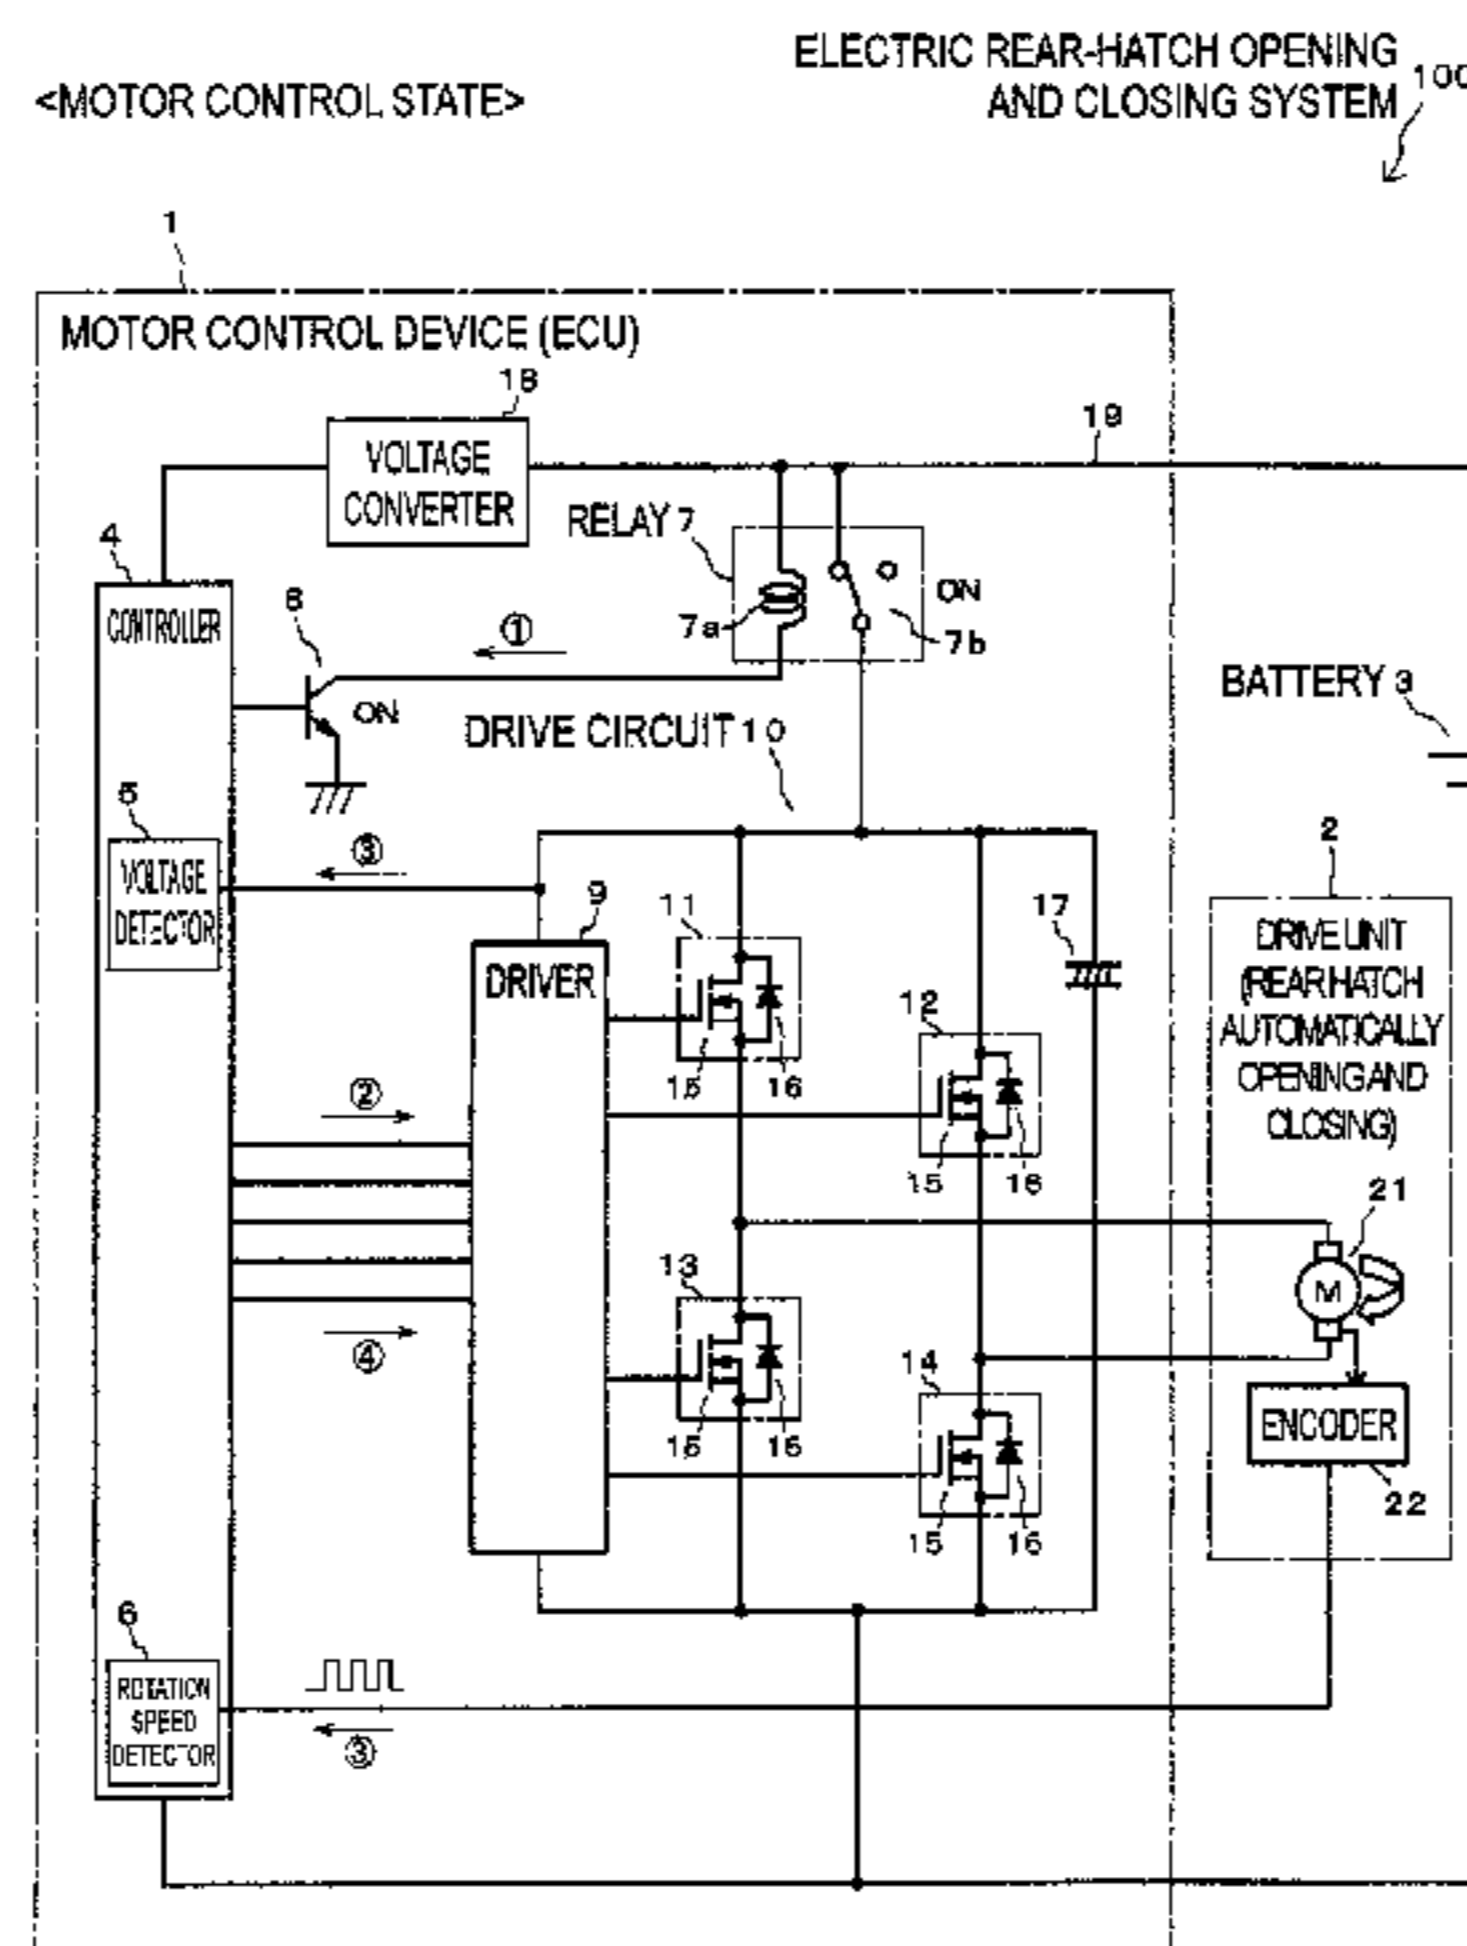 ELECTRIC REAR-HATCH OPENING
AND CLOSING SYSTEM
100
<MOTOR CONTROL STATE>
1
MOTOR CONTROL DEVICE (ECU)
18
VOLTAGE
CONVERTER
19
RELAY 7
4
CONTROLLER
8
ON
7a
7b
①
ON
DRIVE CIRCUIT 10
BATTERY 3
5
VOLTAGE
DETECTOR
③
9
DRIVER
11
15
16
12
15
16
17
2
DRIVE UNIT
(REAR HATCH
AUTOMATICALLY
OPENING AND
CLOSING)
②
④
13
15
16
14
15
16
21
M
ENCODER
22
6
ROTATION
SPEED
DETECTOR
③